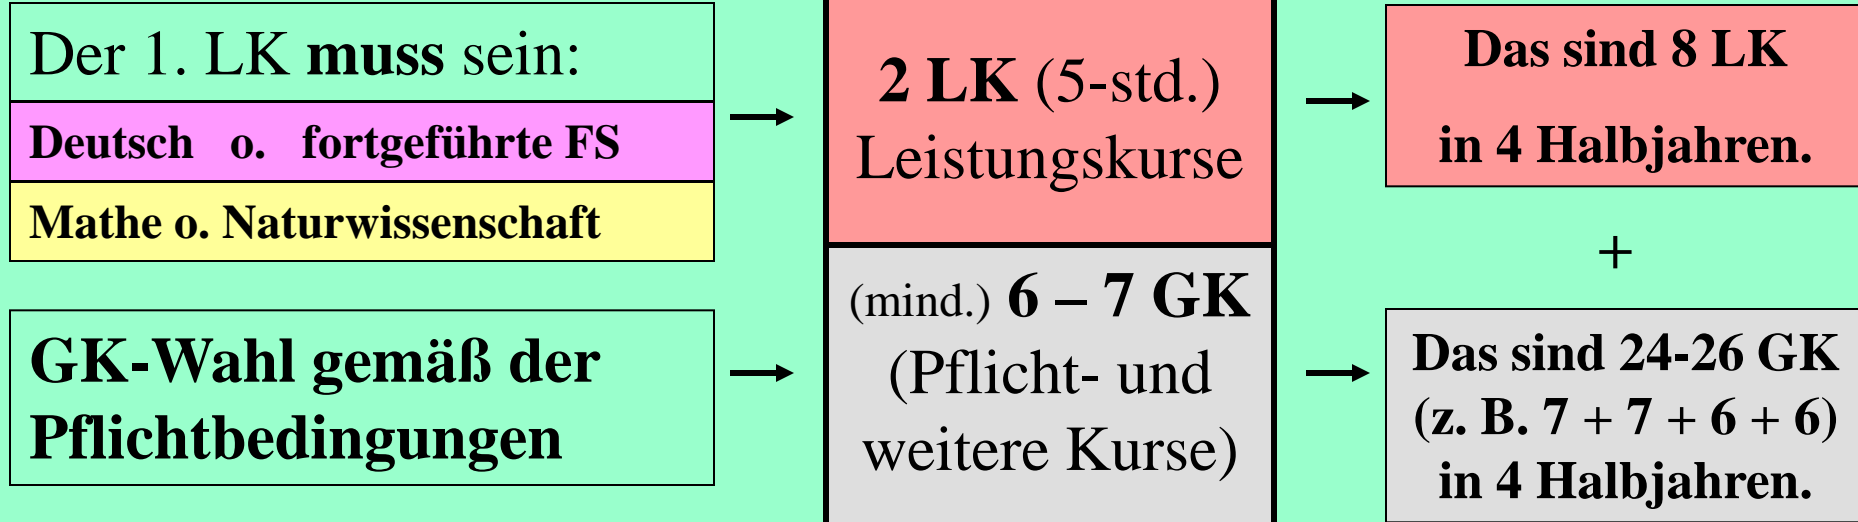 Der 1. LK muss sein:
Deutsch o. fortgeführte FS
Mathe o. Naturwissenschaft
GK-Wahl gemäß der
Pflichtbedingungen
2 LK (5-std.)
Leistungskurse
(mind.) 6 – 7 GK
(Pflicht- und
weitere Kurse)
Das sind 8 LK
in 4 Halbjahren.
+
Das sind 24-26 GK
(z. B. 7 + 7 + 6 + 6)
in 4 Halbjahren.